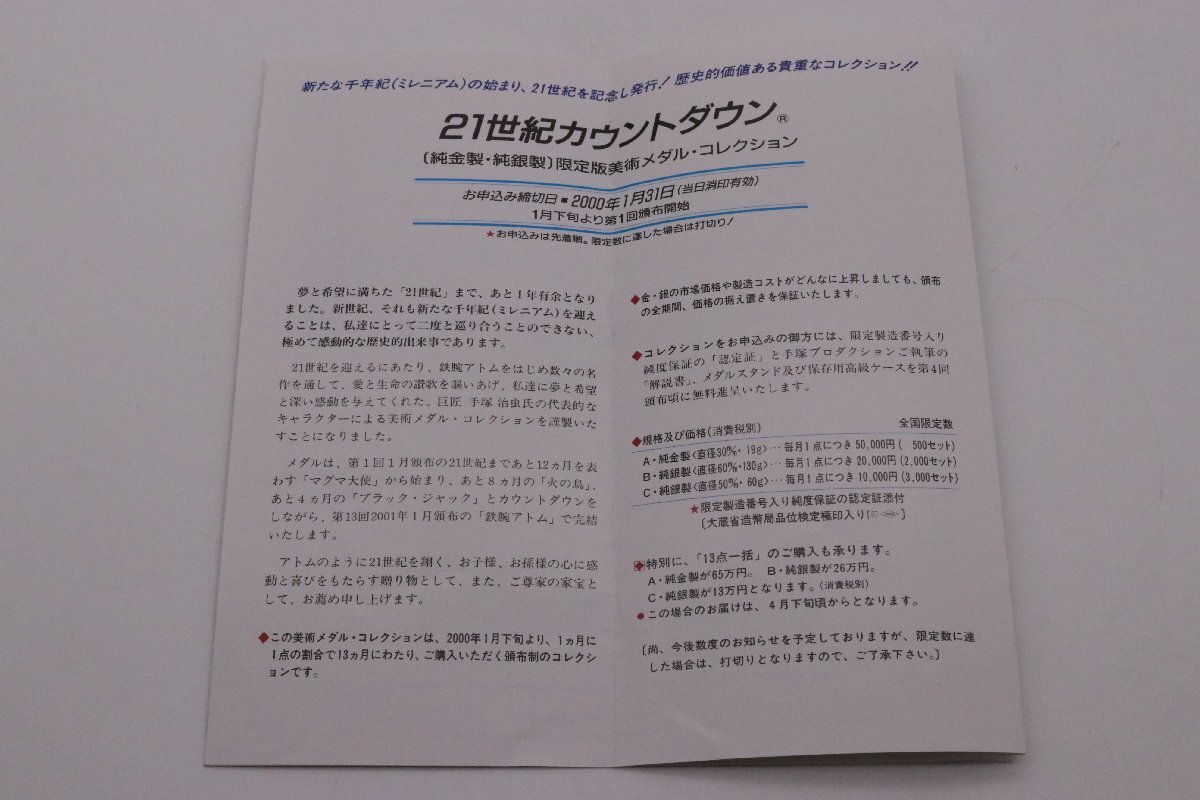 新たな千年紀(ミレニアム)の始まり、21世紀を記念し発行！歴史的価値ある貴重なコレクション!!
21世紀カウントダウン®
〔純金製・純銀製〕限定版美術メダル・コレクション
お申込み締切日■2000年1月31日(当日消印有効)
1月下旬より第1回頒布開始
★お申込みは先着順。限定数に達した場合は打切り！
夢と希望に満ちた「21世紀」まで、あと1年有余となり
ました。新世紀、それも新たな千年紀(ミレニアム)を迎え
ることは、私達にとって二度と巡り合うことのできない、
極めて感動的な歴史的出来事であります。
21世紀を迎えるにあたり、鉄腕アトムをはじめ数々の名
作を通して、愛と生命の讃歌を謳いあげ、私達に夢と希望
と深い感動を与えてくれた、巨匠 手塚 治虫氏の代表的な
キャラクターによる美術メダル・コレクションを謹製いた
すことになりました。
メダルは、第1回1月頒布の21世紀まであと12ヵ月を表
わす「マグマ大使」から始まり、あと8ヵ月の「火の鳥」、
あと4ヵ月の「ブラック・ジャック」とカウントダウンを
しながら、第13回2001年1月頒布の「鉄腕アトム」で完結
いたします。
アトムのように21世紀を翔く、お子様、お孫様の心に感
動と喜びをもたらす贈り物として、また、ご尊家の家宝と
して、お薦め申し上げます。
◆この美術メダル・コレクションは、2000年1月下旬より、1ヵ月に
1点の割合で13ヵ月にわたり、ご購入いただく頒布制のコレクシ
ョンです。
◆金・銀の市場価格や製造コストがどんなに上昇しましても、頒布
の全期間、価格の据え置きを保証いたします。
◆コレクションをお申込みの御方には、限定製造番号入り
純度保証の「認定証」と手塚プロダクションご執筆の
「解説書」、メダルスタンド及び保存用高級ケースを第4回
頒布頃に無料進呈いたします。
◆規格及び価格(消費税別) 全国限定数
A・純金製〈直径30㎜・19g〉…毎月1点につき50,000円( 500セット)
B・純銀製〈直径60㎜・130g〉…毎月1点につき20,000円(2,000セット)
C・純銀製〈直径50㎜・60g〉…毎月1点につき10,000円(3,000セット)
★限定製造番号入り純度保証の認定証添付
〔大蔵省造幣局品位検定極印入り〕
◆特別に、「13点一括」のご購入も承ります。
A・純金製が65万円。 B・純銀製が26万円。
C・純銀製が13万円となります。(消費税別)
●この場合のお届けは、4月下旬頃からとなります。
〔尚、今後数度のお知らせを予定しておりますが、限定数に達
した場合は、打切りとなりますので、ご了承下さい。〕